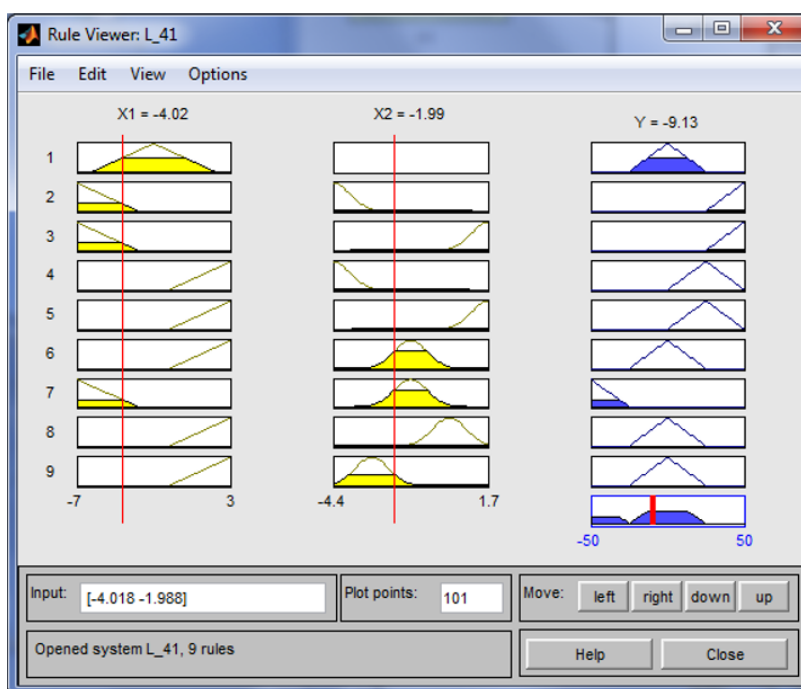 Rule Viewer: L_41
File Edit View Options
X1 = -4.02 X2 = -1.99 Y = -9.13
1
2
3
4
5
6
7
8
9
-7 3 -4.4 1.7
-50 50
Input: [-4.018 -1.988] Plot points: 101 Move: left right down up
Opened system L_41, 9 rules Help Close